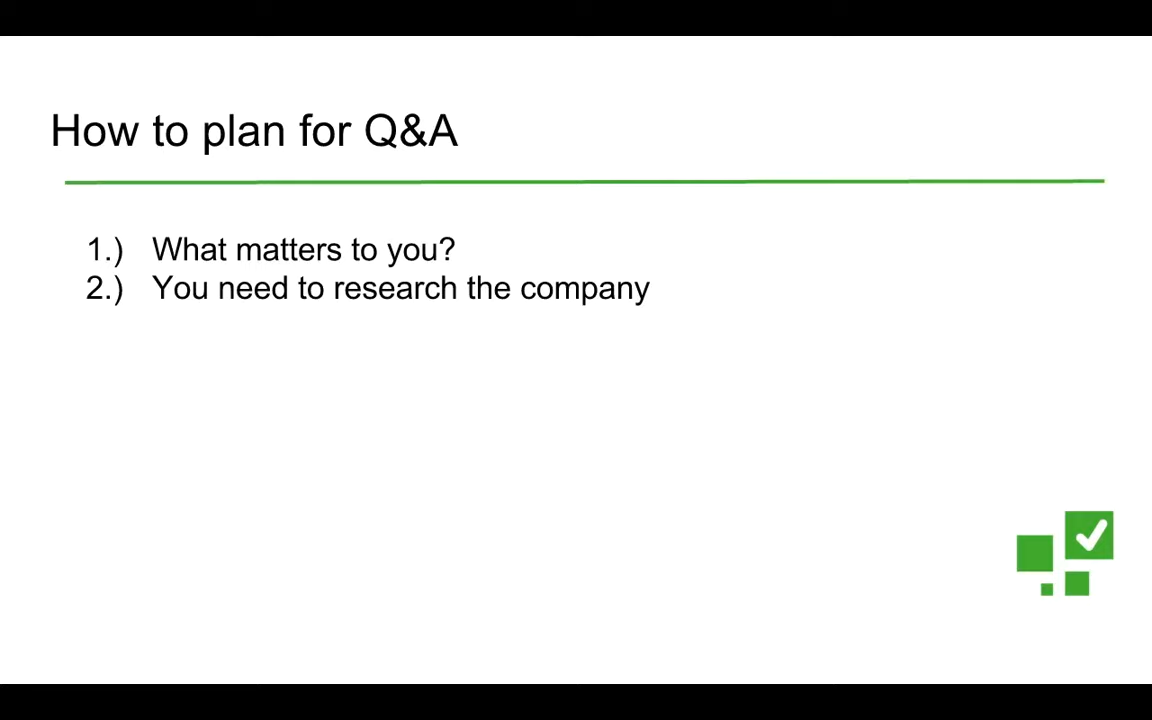 How to plan for Q&A
1.) What matters to you?
2.) You need to research the company